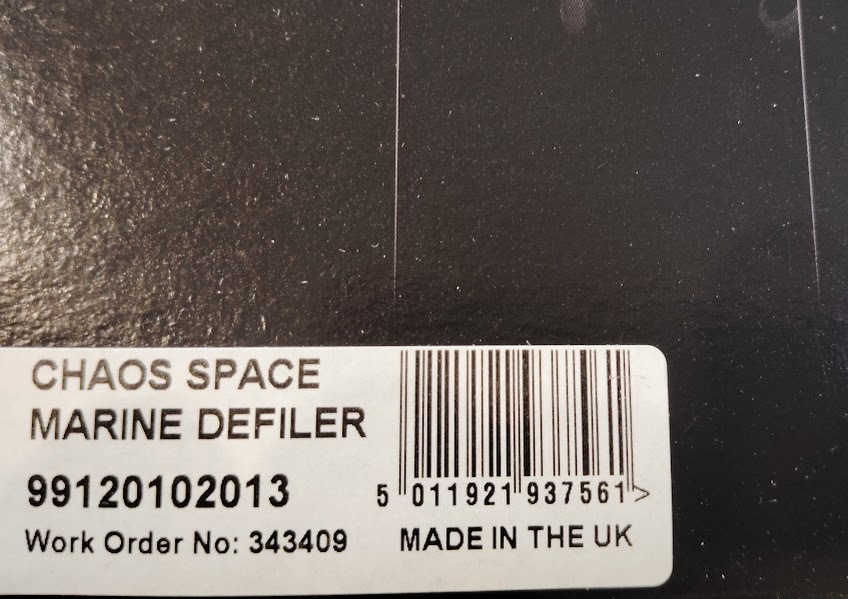 CHAOS SPACE
MARINE DEFILER
99120102013
Work Order No: 343409
5 011921 937561 >
MADE IN THE UK